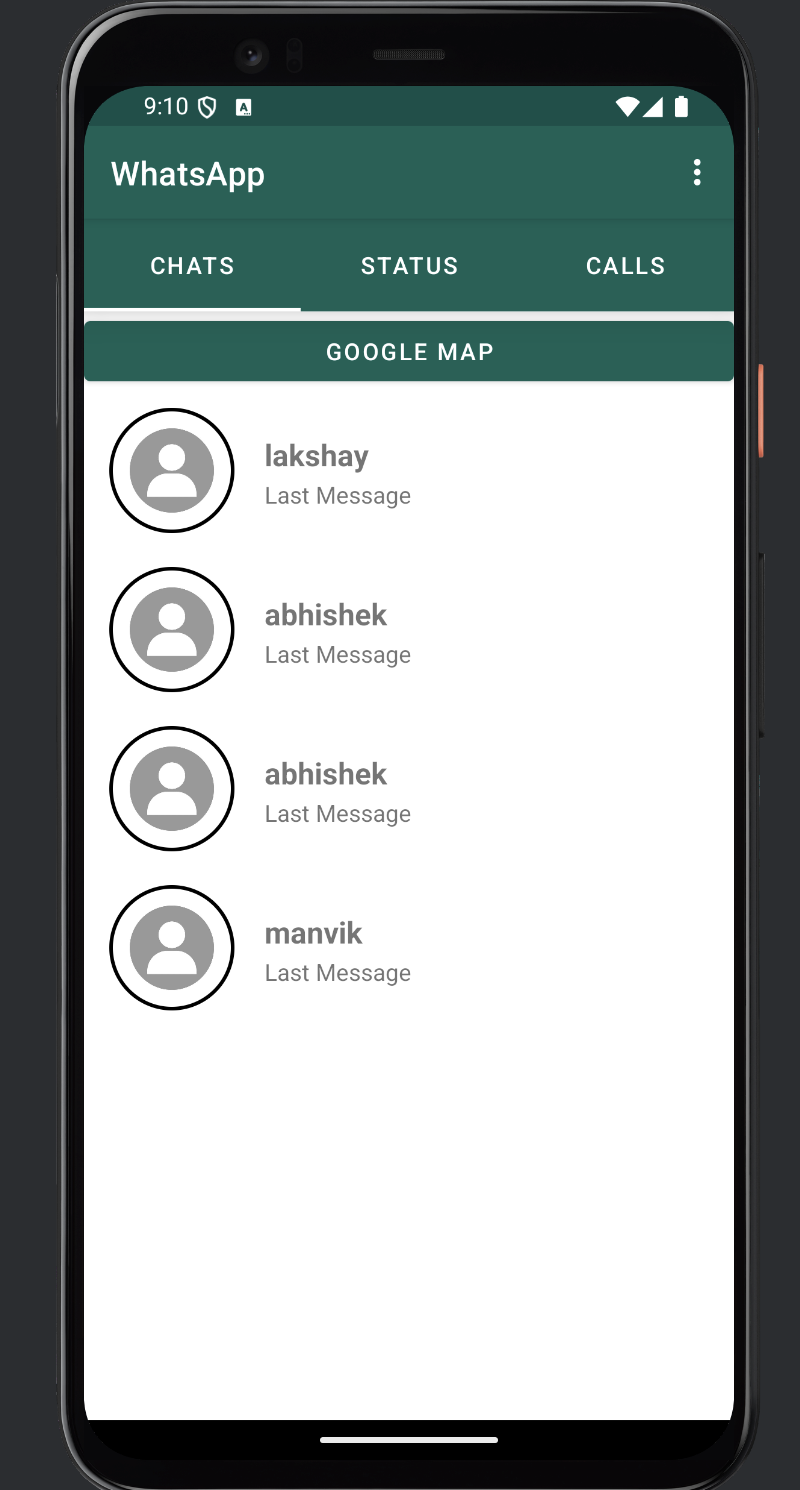 9:10
WhatsApp
CHATS STATUS CALLS
GOOGLE MAP
lakshay
Last Message
abhishek
Last Message
abhishek
Last Message
manvik
Last Message